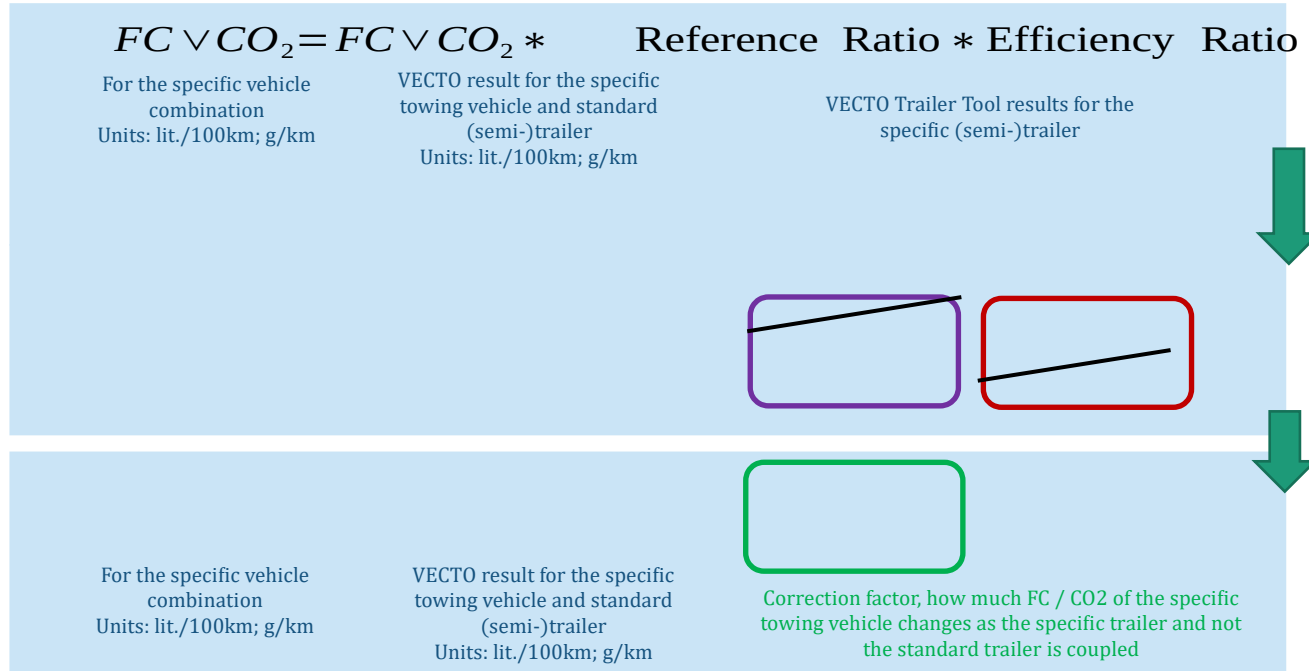 FC ∨ CO₂ = FC ∨ CO₂ * Reference Ratio * Efficiency Ratio
For the specific vehicle
combination
Units: lit./100km; g/km
VECTO result for the specific
towing vehicle and standard
(semi-)trailer
Units: lit./100km; g/km
VECTO Trailer Tool results for the
specific (semi-)trailer
For the specific vehicle
combination
Units: lit./100km; g/km
VECTO result for the specific
towing vehicle and standard
(semi-)trailer
Units: lit./100km; g/km
Correction factor, how much FC / CO2 of the specific
towing vehicle changes as the specific trailer and not
the standard trailer is coupled